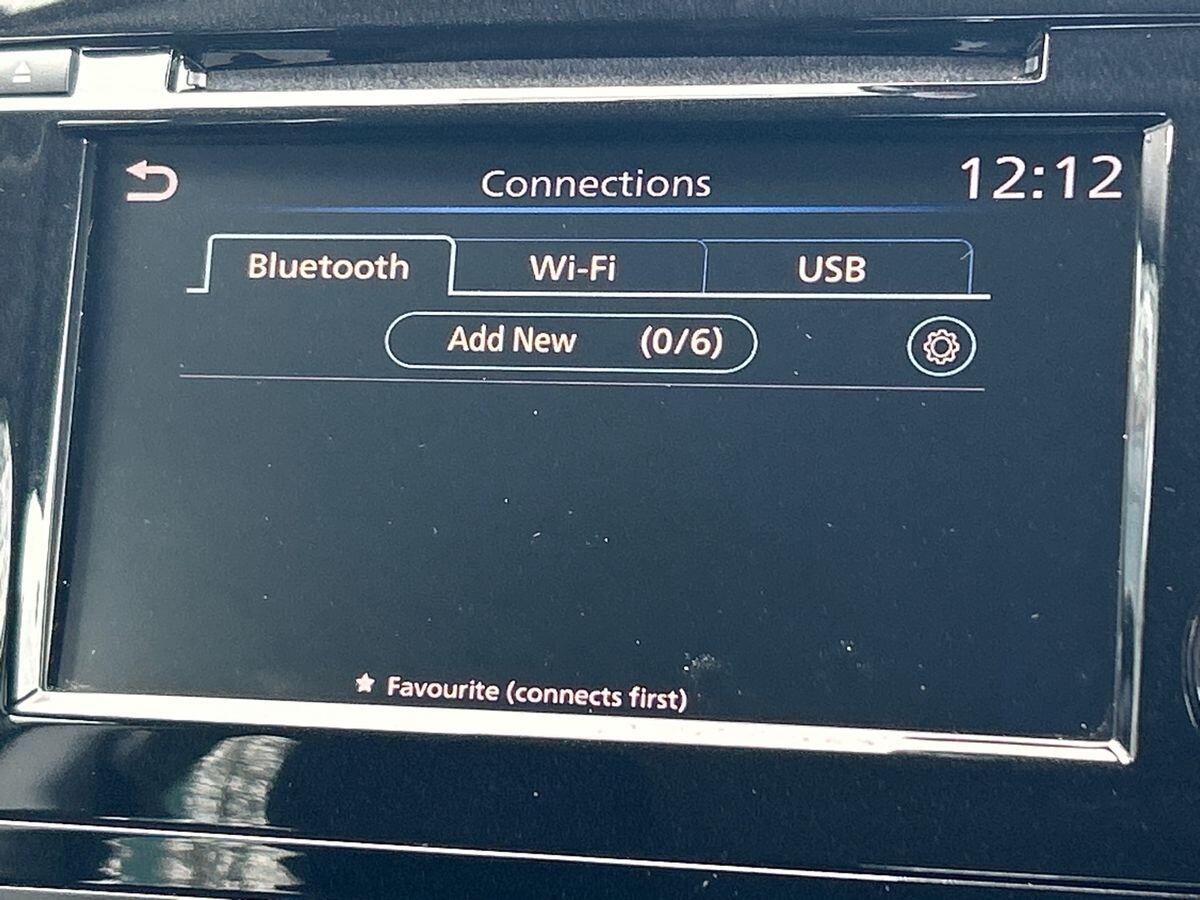 Connections 12:12
Bluetooth Wi-Fi USB
Add New (0/6)
★ Favourite (connects first)